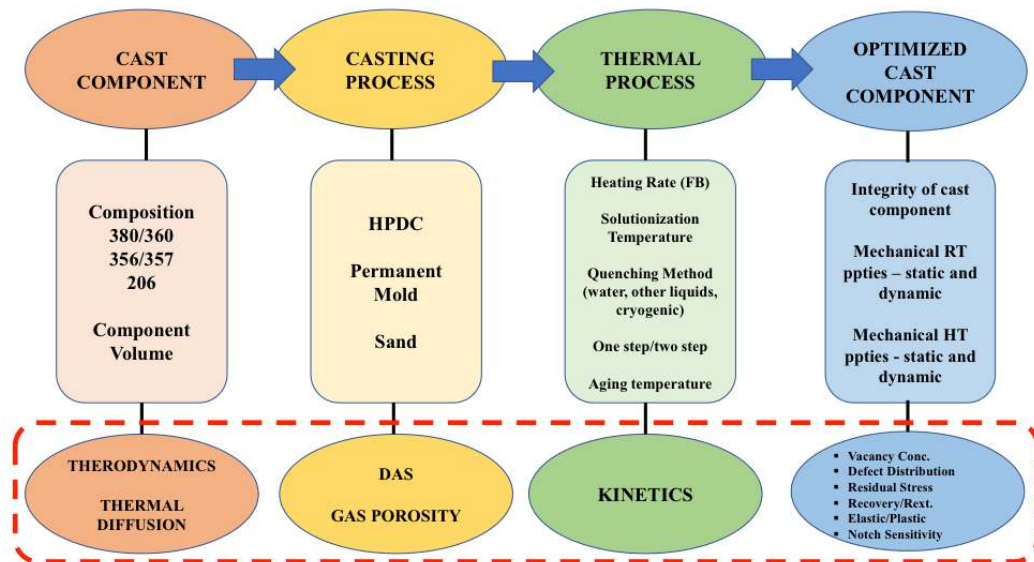 CAST
COMPONENT
CASTING
PROCESS
THERMAL
PROCESS
OPTIMIZED
CAST
COMPONENT
Composition
380/360
356/357
206
Component
Volume
HPDC
Permanent
Mold
Sand
Heating Rate (FB)
Solutionization
Temperature
Quenching Method
(water, other liquids,
cryogenic)
One step/two step
Aging temperature
Integrity of cast
component
Mechanical RT
ppties – static and
dynamic
Mechanical HT
ppties - static and
dynamic
THERODYNAMICS
THERMAL
DIFFUSION
DAS
GAS POROSITY
KINETICS
▪ Vacancy Conc.
▪ Defect Distribution
▪ Residual Stress
▪ Recovery/Rext.
▪ Elastic/Plastic
▪ Notch Sensitivity